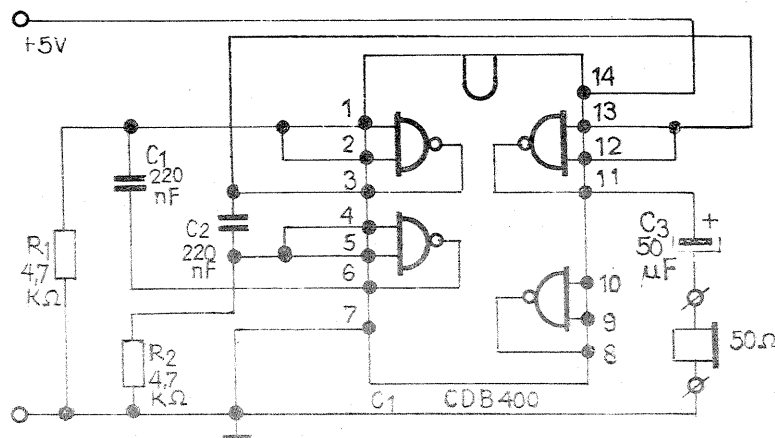 +5V
14
1
13
2
12
3
11
C1
220
nF
C2
220
nF
4
5
6
7
10
9
8
R1
4,7
KΩ
R2
4,7
KΩ
C3
+
50
µF
50Ω
C1
CDB400